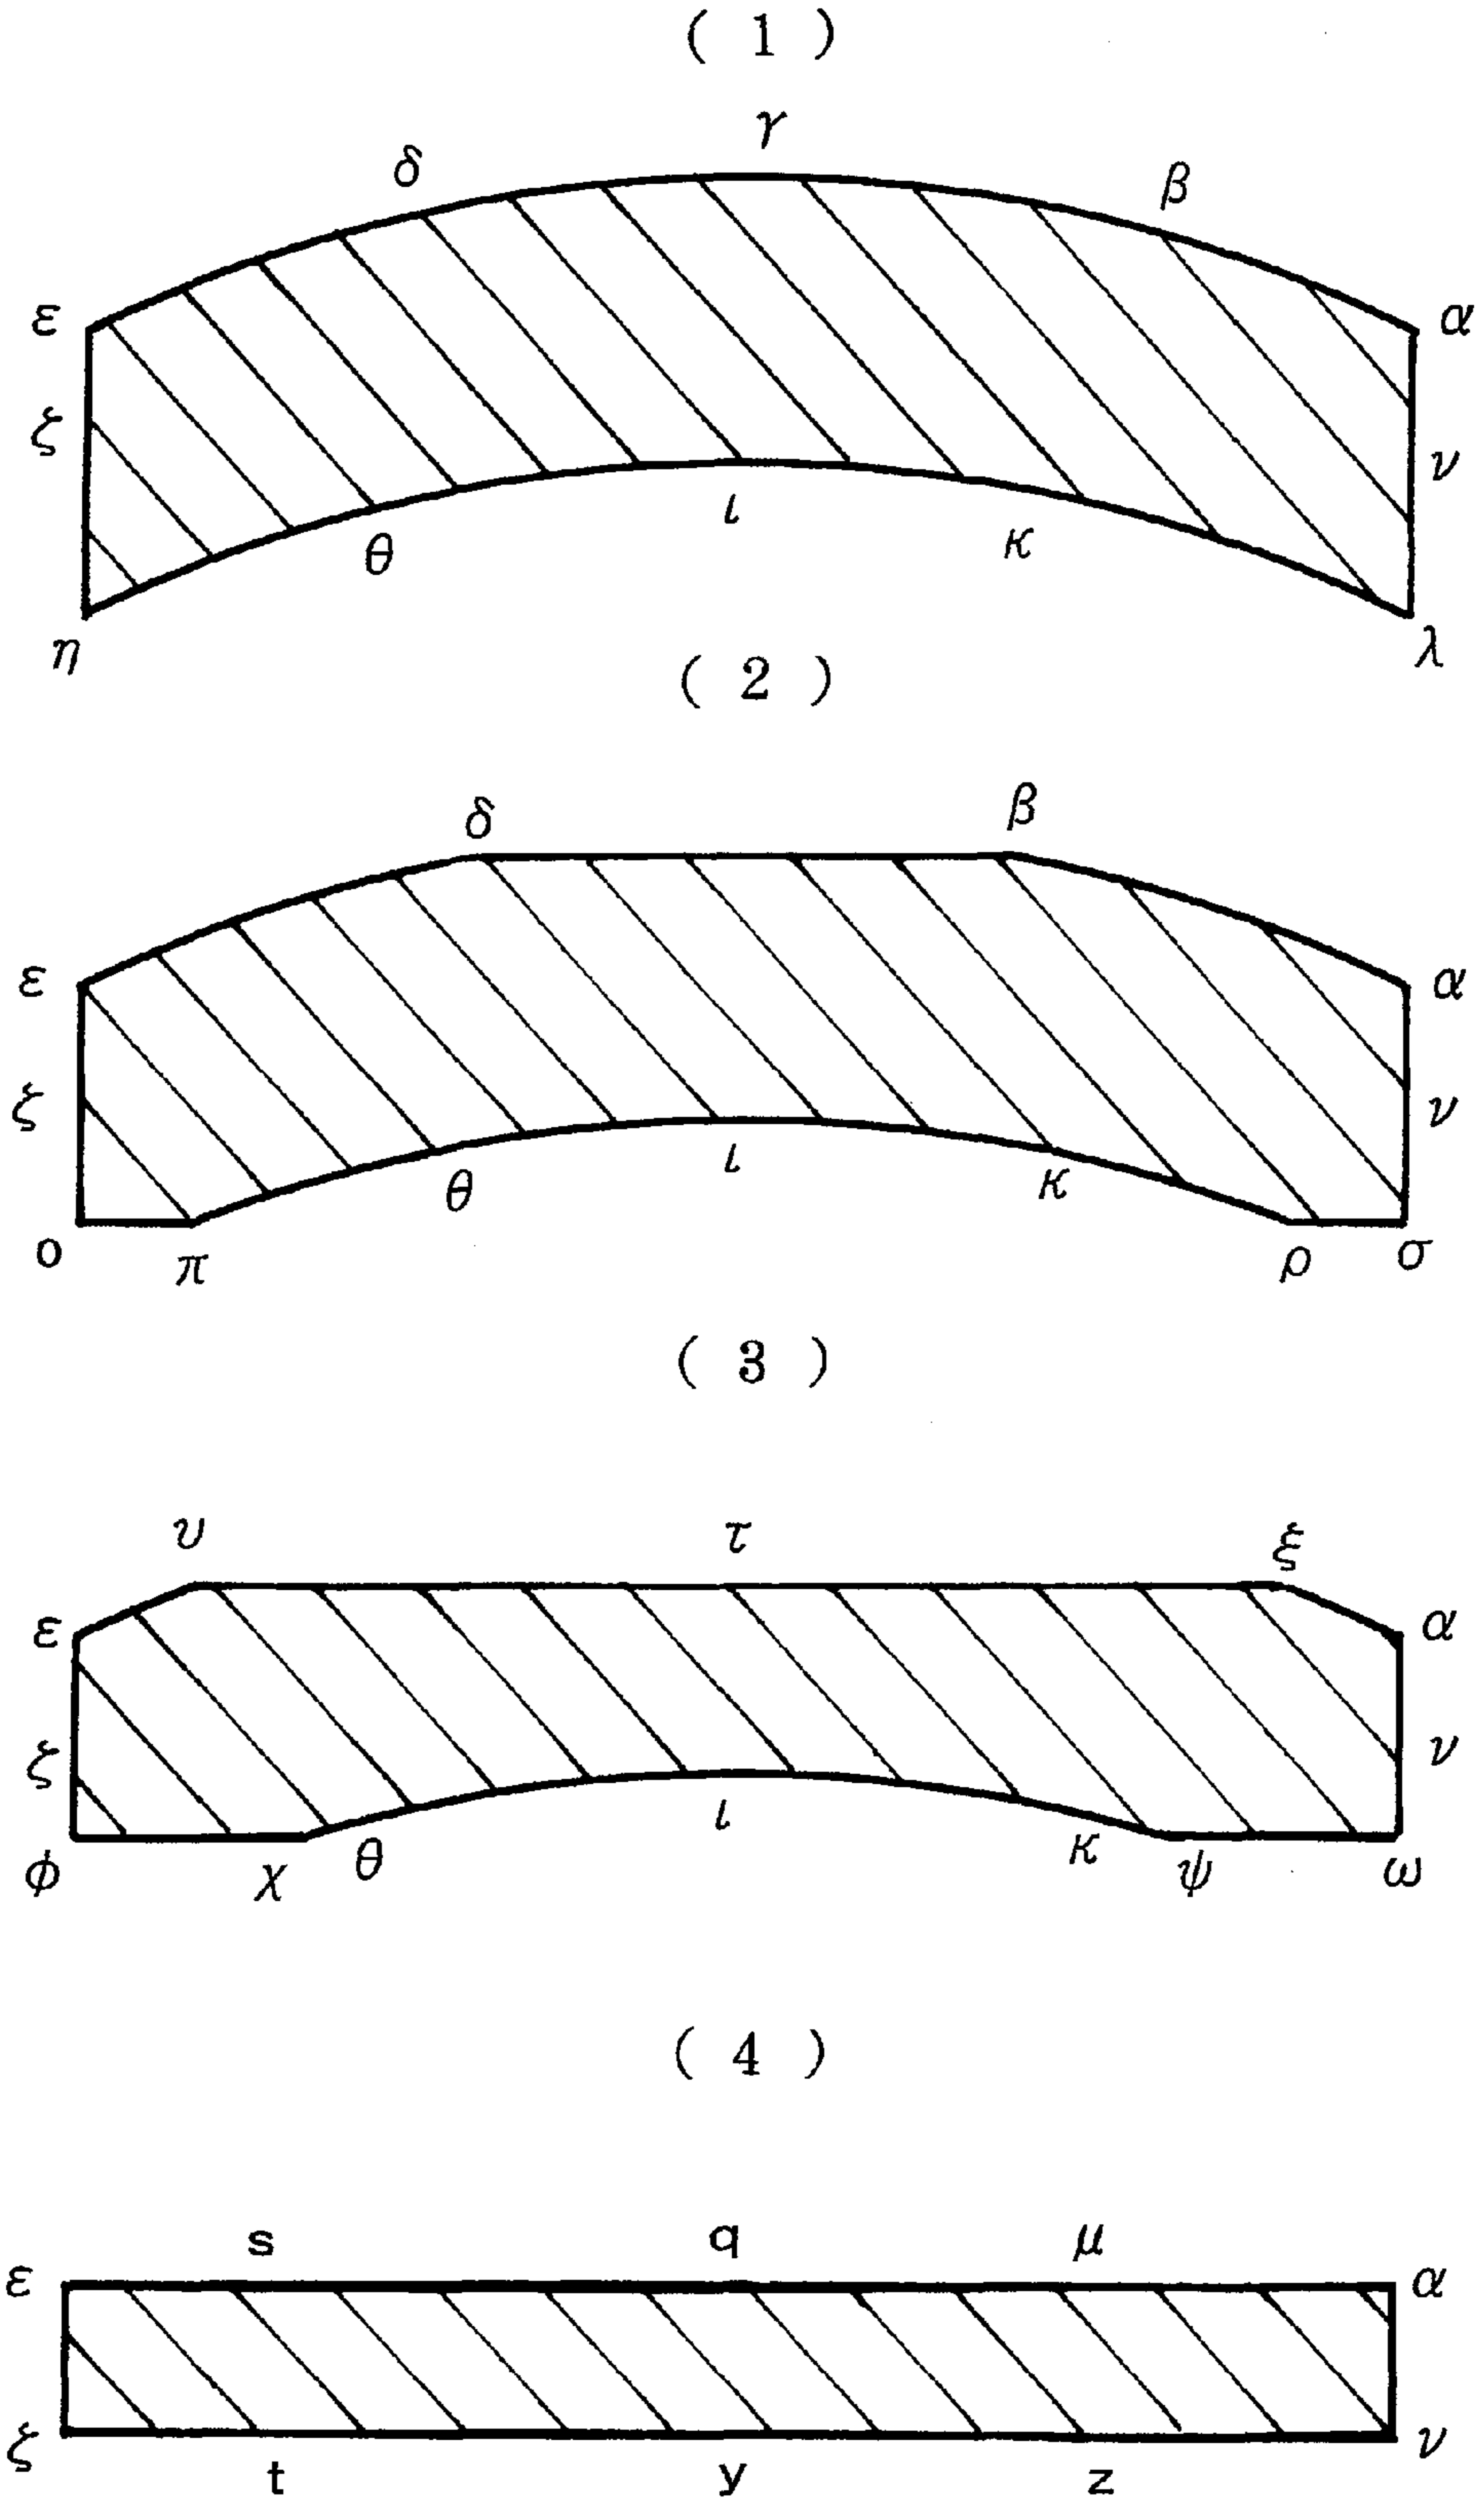 ( 1 )
γ
δ β
ε α
ζ ν
ι
θ κ
η λ
( 2 )
δ β
ε α
ζ ν
ι
θ κ
ο π ρ σ
( 3 )
υ τ ξ
ε α
ζ ν
ι
θ κ
φ χ ψ ω
( 4 )
s q μ
ε α
ζ ν
t y z